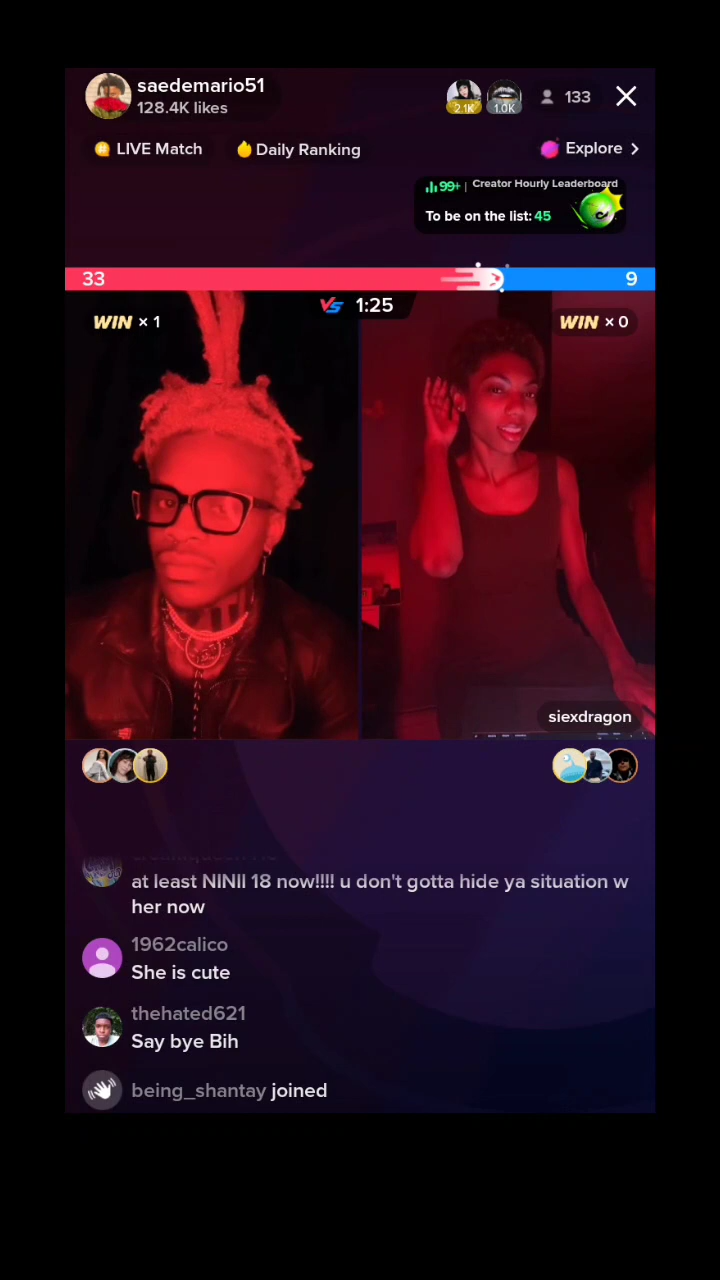 saedemario51
128.4K likes
2.1K
1.0K
133
LIVE Match
Daily Ranking
Explore
99+ | Creator Hourly Leaderboard
To be on the list: 45
33
9
VS 1:25
WIN × 1
WIN × 0
siexdragon
at least NINII 18 now!!!! u don't gotta hide ya situation w
her now
1962calico
She is cute
thehated621
Say bye Bih
being_shantay joined